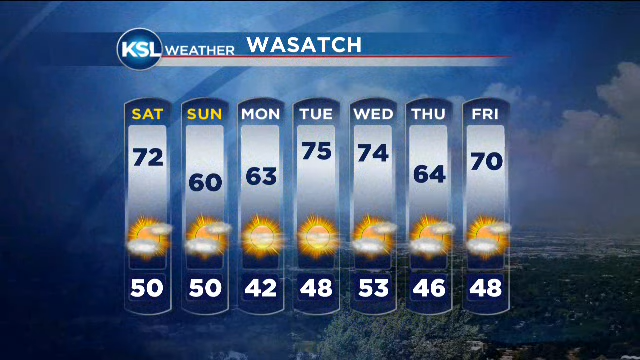 KSL WEATHER WASATCH
SAT SUN MON TUE WED THU FRI
72 60 63 75 74 64 70
50 50 42 48 53 46 48